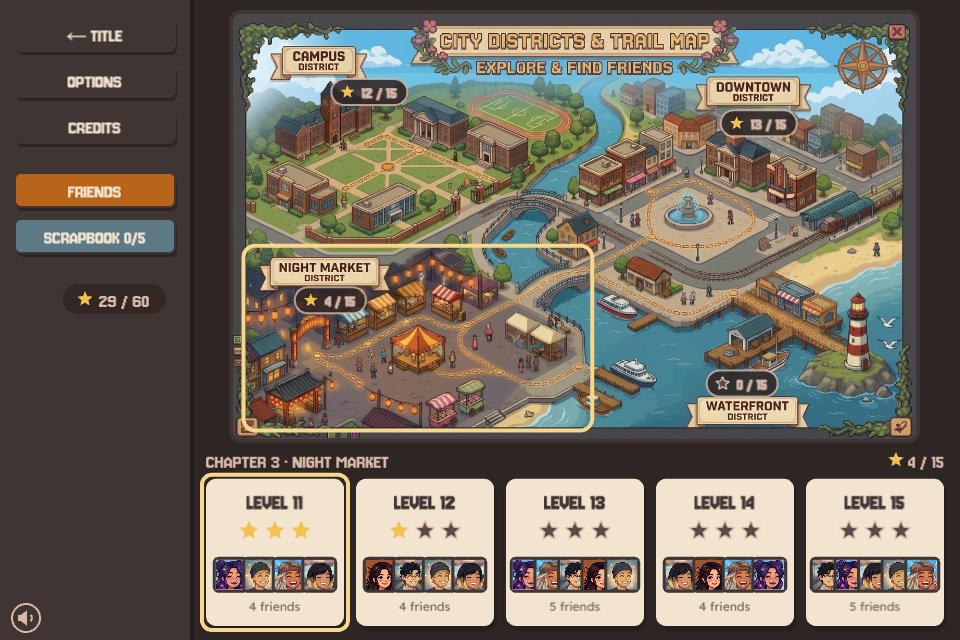 ← TITLE
OPTIONS
CREDITS
FRIENDS
SCRAPBOOK 0/5
29 / 60
CITY DISTRICTS & TRAIL MAP
EXPLORE & FIND FRIENDS
CAMPUS
DISTRICT
12 / 15
DOWNTOWN
DISTRICT
13 / 15
NIGHT MARKET
DISTRICT
4 / 15
0 / 15
WATERFRONT
DISTRICT
CHAPTER 3 · NIGHT MARKET
4 / 15
LEVEL 11
4 friends
LEVEL 12
4 friends
LEVEL 13
5 friends
LEVEL 14
4 friends
LEVEL 15
5 friends